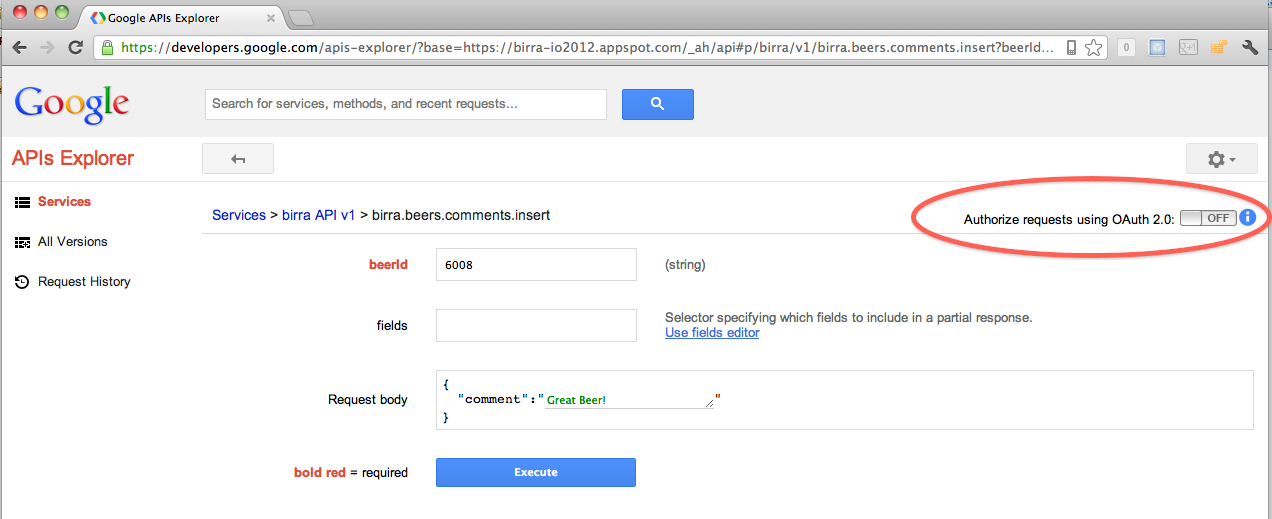 Google APIs Explorer
https://developers.google.com/apis-explorer/?base=https://birra-io2012.appspot.com/_ah/api#p/birra/v1/birra.beers.comments.insert?beerId... 0 +1
Google Search for services, methods, and recent requests...
APIs Explorer
Services
Services > birra API v1 > birra.beers.comments.insert Authorize requests using OAuth 2.0: OFF i
All Versions
beerId 6008 (string)
Request History
fields Selector specifying which fields to include in a partial response.
Use fields editor
Request body {
"comment":"Great Beer! "
}
bold red = required Execute